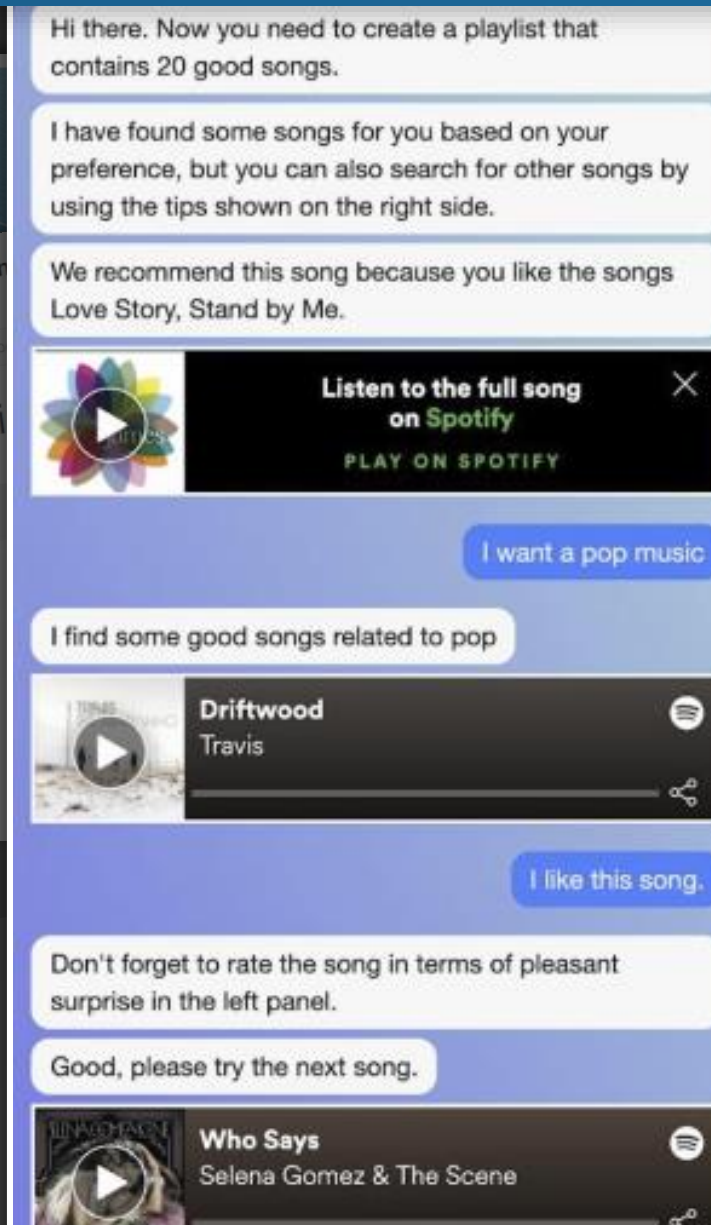 Hi there. Now you need to create a playlist that
contains 20 good songs.
I have found some songs for you based on your
preference, but you can also search for other songs by
using the tips shown on the right side.
We recommend this song because you like the songs
Love Story, Stand by Me.
Listen to the full song
on Spotify
PLAY ON SPOTIFY
I want a pop music
I find some good songs related to pop
Driftwood
Travis
I like this song.
Don't forget to rate the song in terms of pleasant
surprise in the left panel.
Good, please try the next song.
Who Says
Selena Gomez & The Scene